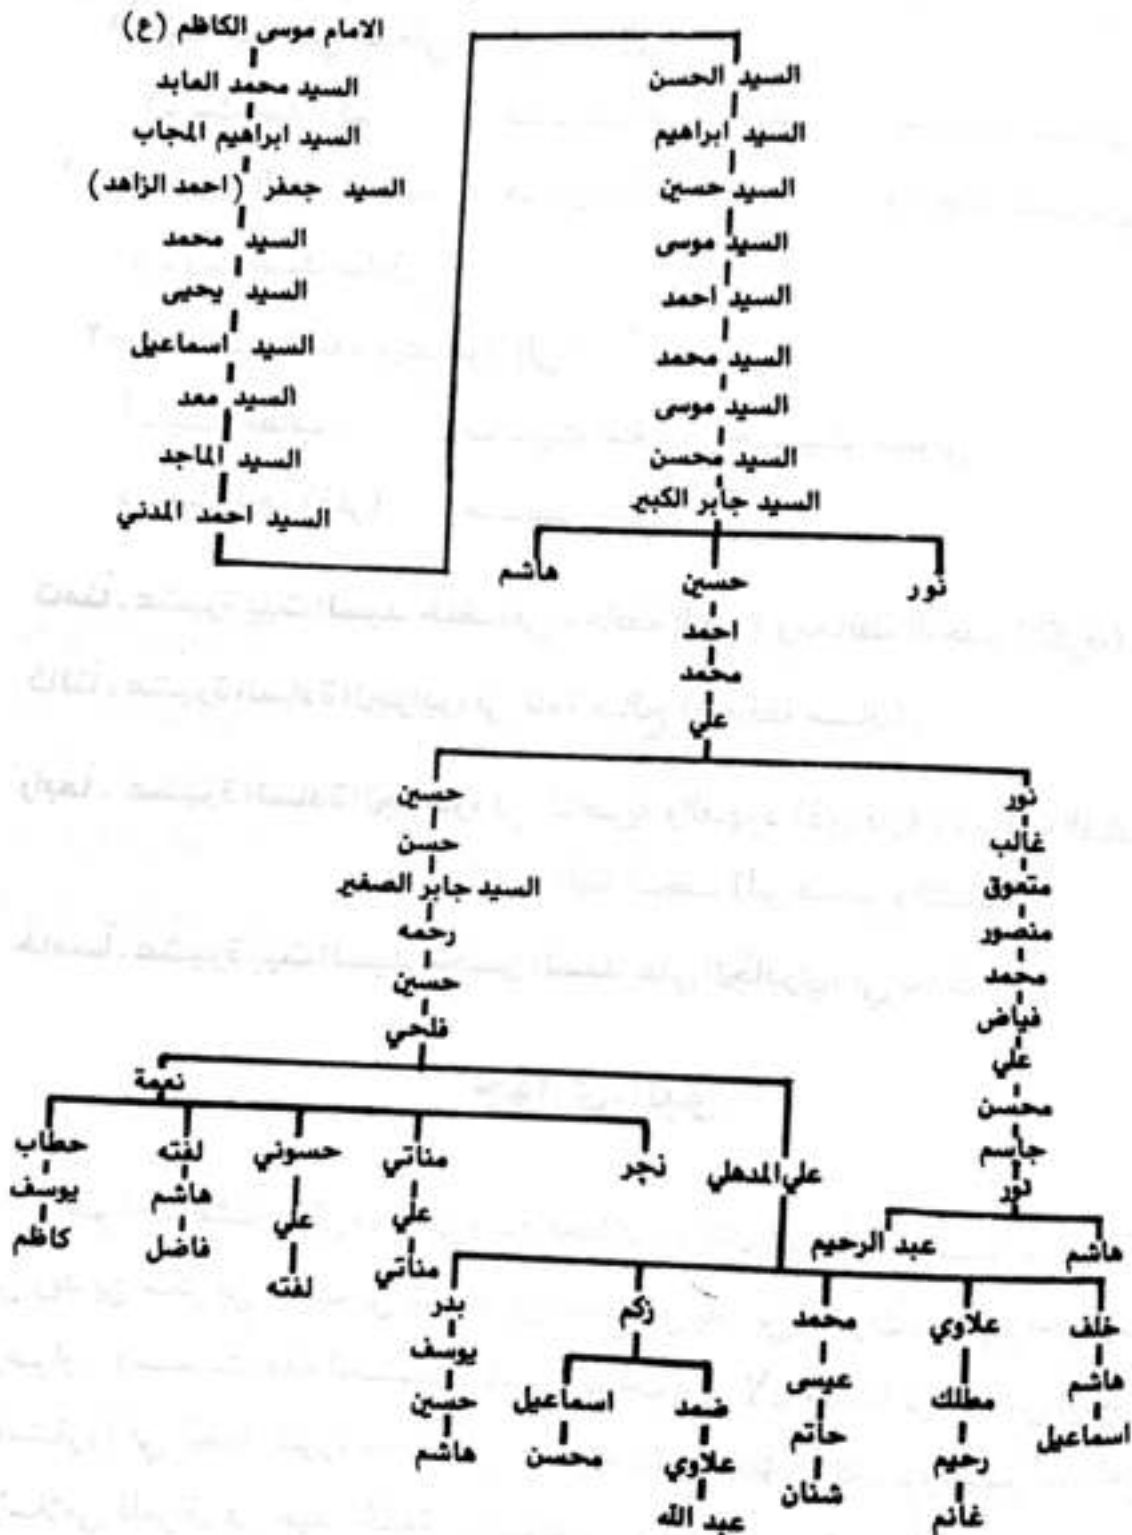 الامام موسى الكاظم (ع)
السيد محمد العابد
السيد ابراهيم المجاب
السيد جعفر (احمد الزاهد)
السيد محمد
السيد يحيى
السيد اسماعيل
السيد معد
السيد الماجد
السيد احمد المدني
السيد الحسن
السيد ابراهيم
السيد حسين
السيد موسى
السيد احمد
السيد محمد
السيد موسى
السيد محسن
السيد جابر الكبير
نور
حسين
هاشم
احمد
محمد
علي
نور
غالب
متعوق
منصور
محمد
فياض
علي
محسن
جاسم
نور
هاشم
عبد الرحيم
حسين
حسن
السيد جابر الصغير
رحمه
حسين
فلحي
علي المدهلي
نعمة
نجر
مناتي
علي
مناتي
حسوني
علي
لفته
لفته
هاشم
فاضل
حطاب
يوسف
كاظم
خلف
هاشم
اسماعيل
علاوي
مطلك
رحيم
غانم
محمد
عيسى
حاتم
شنان
زكم
ضمد
علاوي
عبد الله
اسماعيل
محسن
بدر
يوسف
حسين
هاشم